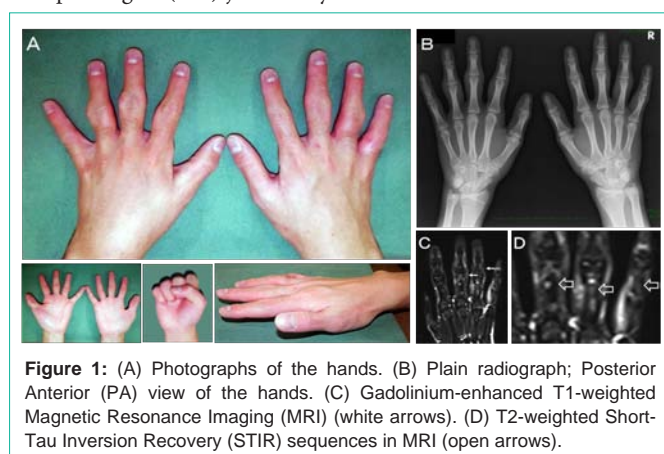 A
B
R
C
D
Figure 1: (A) Photographs of the hands. (B) Plain radiograph; Posterior
Anterior (PA) view of the hands. (C) Gadolinium-enhanced T1-weighted
Magnetic Resonance Imaging (MRI) (white arrows). (D) T2-weighted Short-
Tau Inversion Recovery (STIR) sequences in MRI (open arrows).